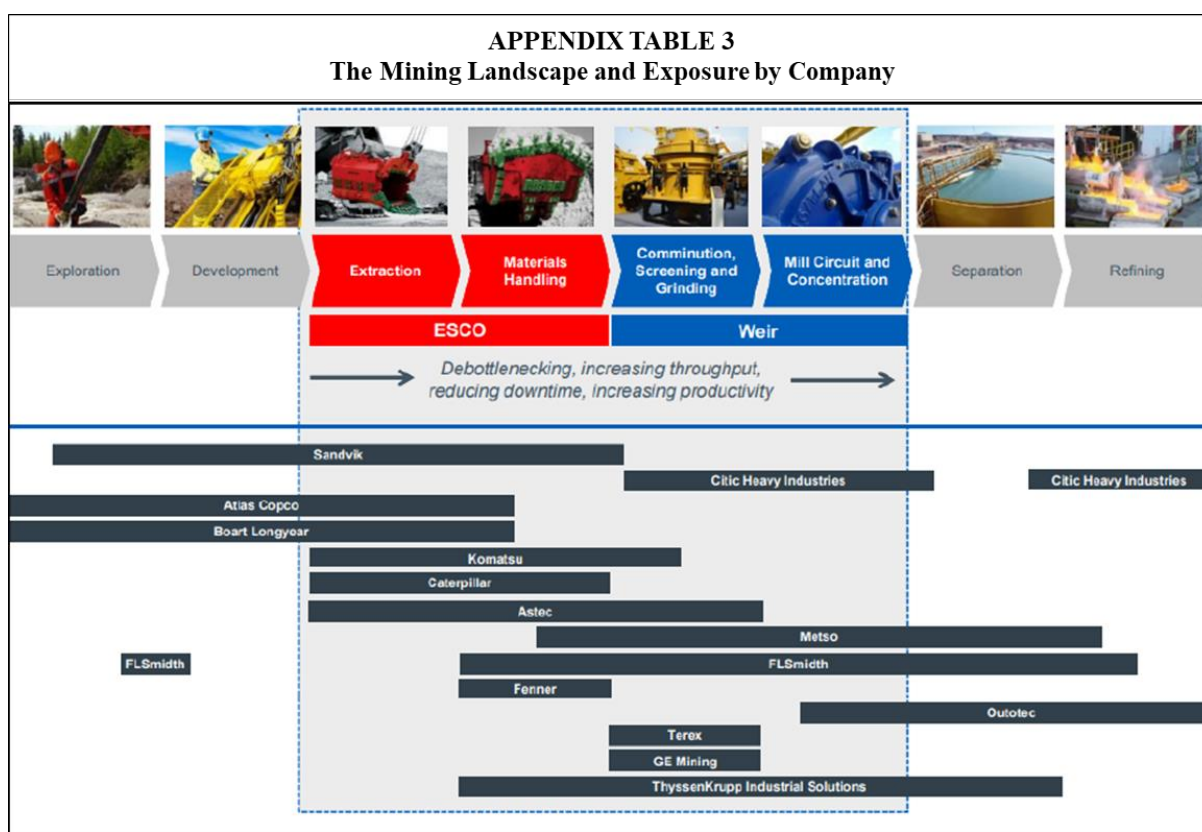 APPENDIX TABLE 3
The Mining Landscape and Exposure by Company
Exploration
Development
Extraction
Materials
Handling
Comminution,
Screening and
Grinding
Mill Circuit and
Concentration
Separation
Refining
ESCO
Weir
Debottlenecking, increasing throughput,
reducing downtime, increasing productivity
Sandvik
Citic Heavy Industries
Citic Heavy Industries
Atlas Copco
Boart Longyear
Komatsu
Caterpillar
Astec
Metso
FLSmidth
FLSmidth
Fenner
Outotec
Terex
GE Mining
ThyssenKrupp Industrial Solutions